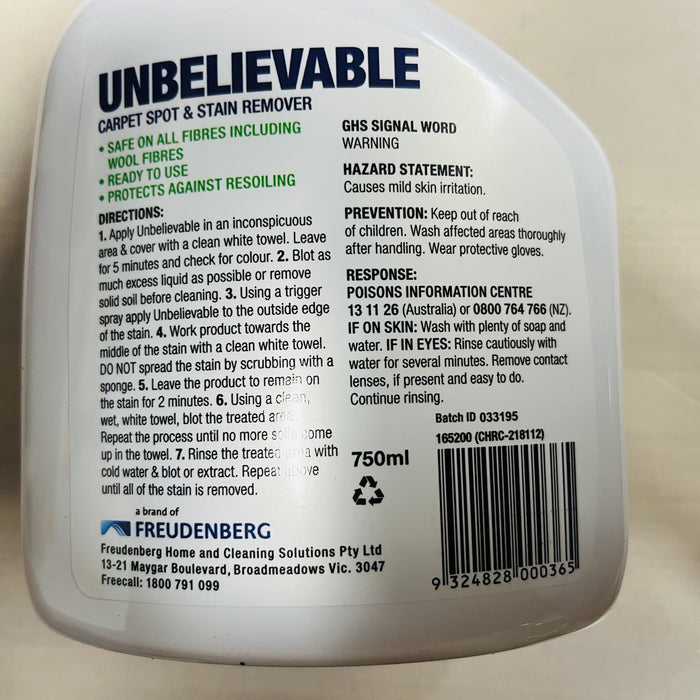 UNBELIEVABLE
CARPET SPOT & STAIN REMOVER
• SAFE ON ALL FIBRES INCLUDING
WOOL FIBRES
• READY TO USE
• PROTECTS AGAINST RESOILING
DIRECTIONS:
1. Apply Unbelievable in an inconspicuous
area & cover with a clean white towel. Leave
for 5 minutes and check for colour. 2. Blot as
much excess liquid as possible or remove
solid soil before cleaning. 3. Using a trigger
spray apply Unbelievable to the outside edge
of the stain. 4. Work product towards the
middle of the stain with a clean white towel.
DO NOT spread the stain by scrubbing with a
sponge. 5. Leave the product to remain on
the stain for 2 minutes. 6. Using a clean,
wet, white towel, blot the treated area.
Repeat the process until no more soils come
up in the towel. 7. Rinse the treated area with
cold water & blot or extract. Repeat above
until all of the stain is removed.
a brand of
FREUDENBERG
Freudenberg Home and Cleaning Solutions Pty Ltd
13-21 Maygar Boulevard, Broadmeadows Vic. 3047
Freecall: 1800 791 099
GHS SIGNAL WORD
WARNING
HAZARD STATEMENT:
Causes mild skin irritation.
PREVENTION: Keep out of reach
of children. Wash affected areas thoroughly
after handling. Wear protective gloves.
RESPONSE:
POISONS INFORMATION CENTRE
13 11 26 (Australia) or 0800 764 766 (NZ).
IF ON SKIN: Wash with plenty of soap and
water. IF IN EYES: Rinse cautiously with
water for several minutes. Remove contact
lenses, if present and easy to do.
Continue rinsing.
Batch ID 033195
165200 (CHRC-218112)
750ml
9 324828 000365